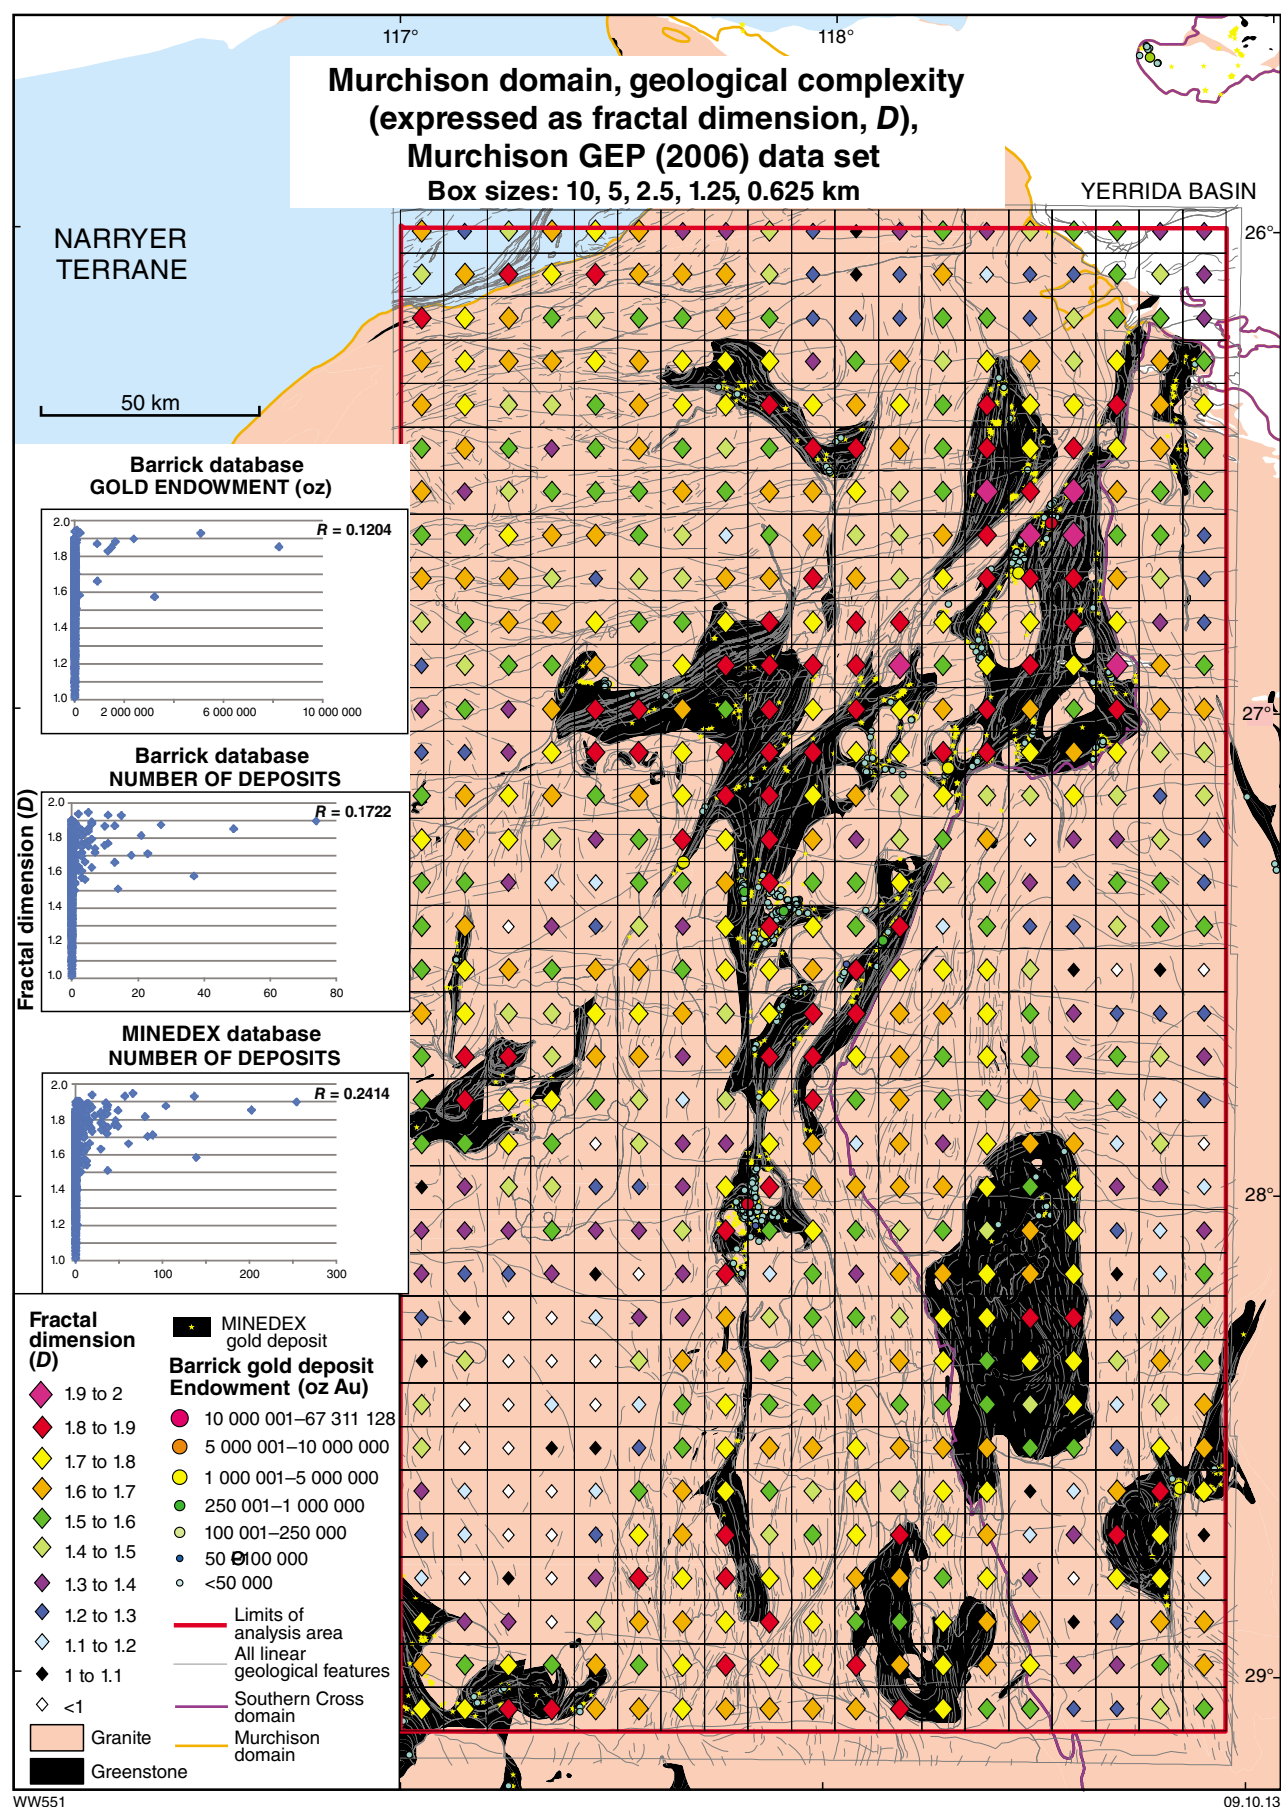 117°
118°
Murchison domain, geological complexity
(expressed as fractal dimension, D),
Murchison GEP (2006) data set
Box sizes: 10, 5, 2.5, 1.25, 0.625 km
YERRIDA BASIN
NARRYER
TERRANE
26°
50 km
Barrick database
GOLD ENDOWMENT (oz)
R = 0.1204
2.0
1.8
1.6
1.4
1.2
1.0
0
2 000 000
6 000 000
10 000 000
27°
Barrick database
NUMBER OF DEPOSITS
R = 0.1722
2.0
1.8
1.6
1.4
1.2
1.0
0
20
40
60
80
Fractal dimension (D)
MINEDEX database
NUMBER OF DEPOSITS
R = 0.2414
2.0
1.8
1.6
1.4
1.2
1.0
0
100
200
300
28°
Fractal
dimension
(D)
1.9 to 2
1.8 to 1.9
1.7 to 1.8
1.6 to 1.7
1.5 to 1.6
1.4 to 1.5
1.3 to 1.4
1.2 to 1.3
1.1 to 1.2
1 to 1.1
<1
Granite
Greenstone
MINEDEX
gold deposit
Barrick gold deposit
Endowment (oz Au)
10 000 001–67 311 128
5 000 001–10 000 000
1 000 001–5 000 000
250 001–1 000 000
100 001–250 000
50 100 000
<50 000
Limits of
analysis area
All linear
geological features
Southern Cross
domain
Murchison
domain
29°
WW551
09.10.13